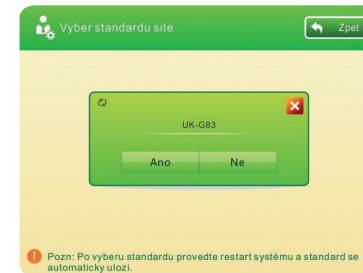 Vyber standardu site
Zpet
UK-G83
Ano
Ne
Pozn: Po vyberu standardu provedte restart systému a standard se
automaticky ulozi.